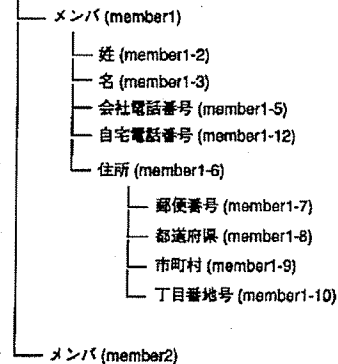 メンバ (member1)
姓 (member1-2)
名 (member1-3)
会社電話番号 (member1-5)
自宅電話番号 (member1-12)
住所 (member1-6)
郵便番号 (member1-7)
都道府県 (member1-8)
市町村 (member1-9)
丁目番地号 (member1-10)
メンバ (member2)